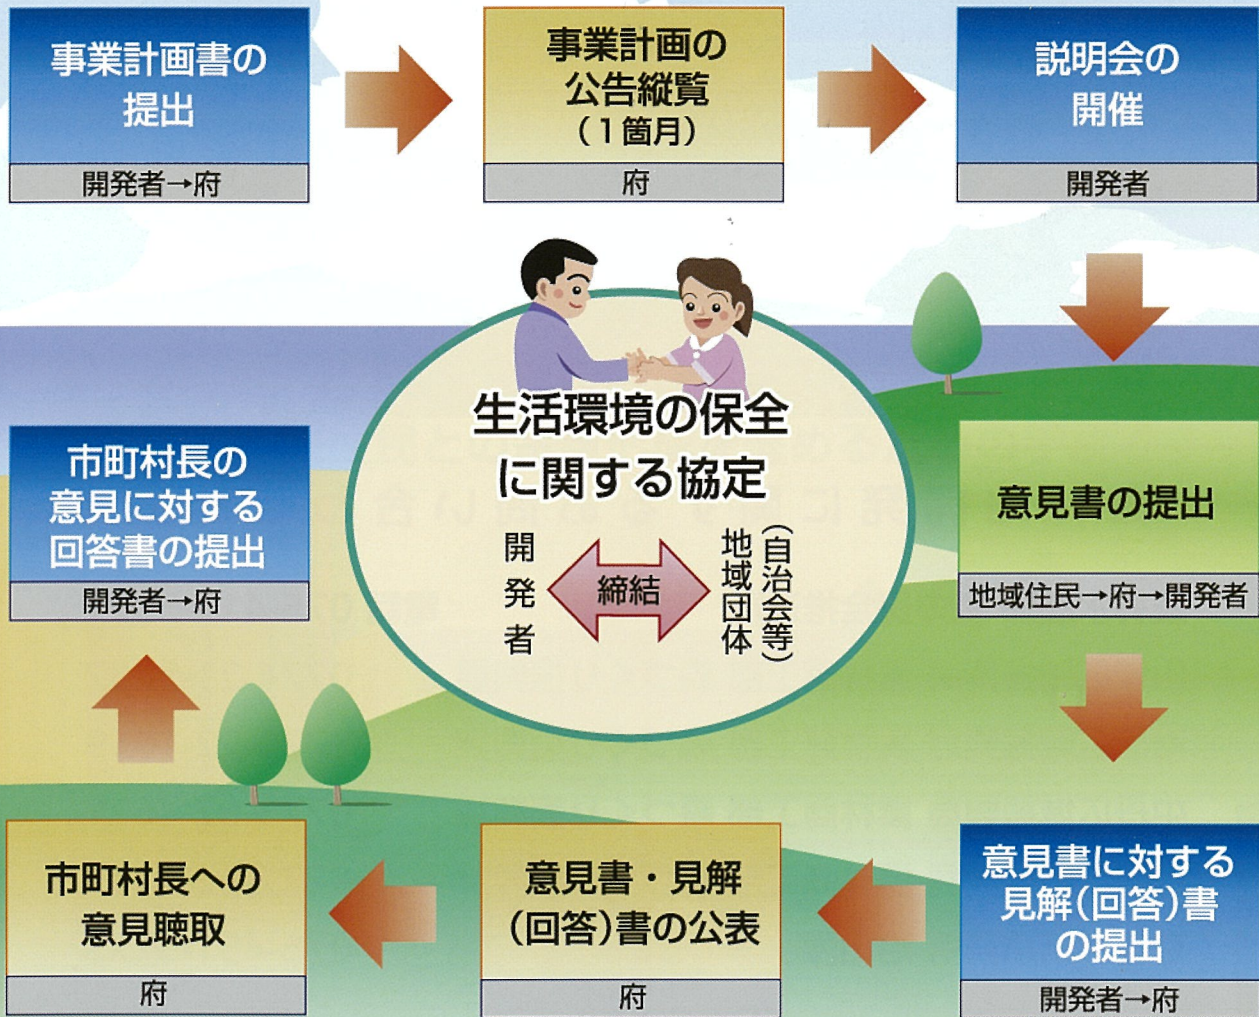 事業計画書の
提出
開発者→府
事業計画の
公告縦覧
（１箇月）
府
説明会の
開催
開発者
意見書の提出
地域住民→府→開発者
意見書に対する
見解(回答)書
の提出
開発者→府
意見書・見解
(回答)書の公表
府
市町村長への
意見聴取
府
市町村長の
意見に対する
回答書の提出
開発者→府
生活環境の保全
に関する協定
開発者
締結
（自治会等）
地域団体